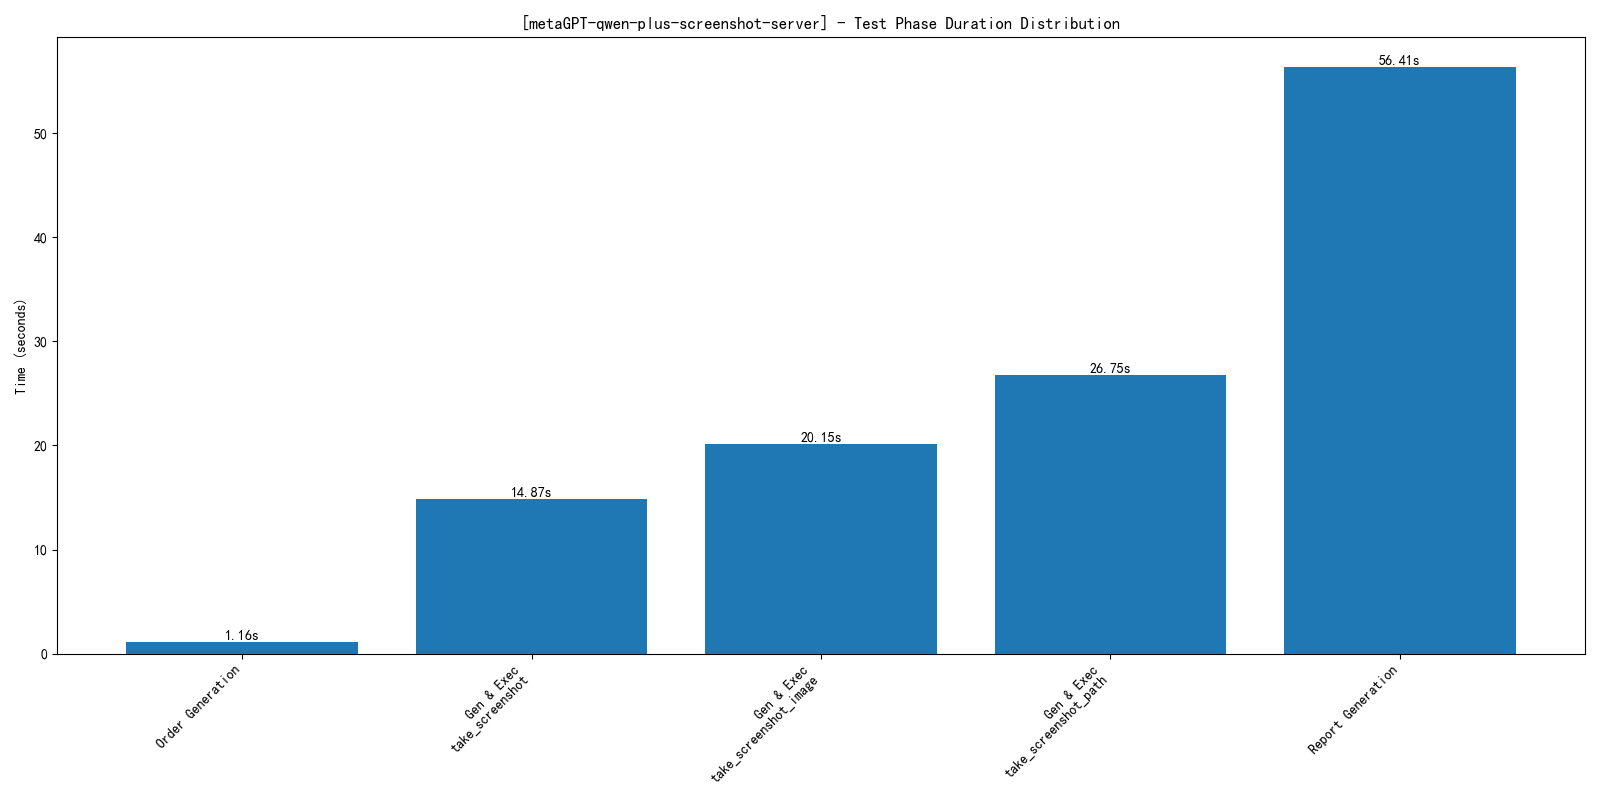 [metaGPT-qwen-plus-screenshot-server] - Test Phase Duration Distribution
Time (seconds)
50
40
30
20
10
0
1.16s
14.87s
20.15s
26.75s
56.41s
Order Generation
Gen & Exec
take_screenshot
Gen & Exec
take_screenshot_image
Gen & Exec
take_screenshot_path
Report Generation